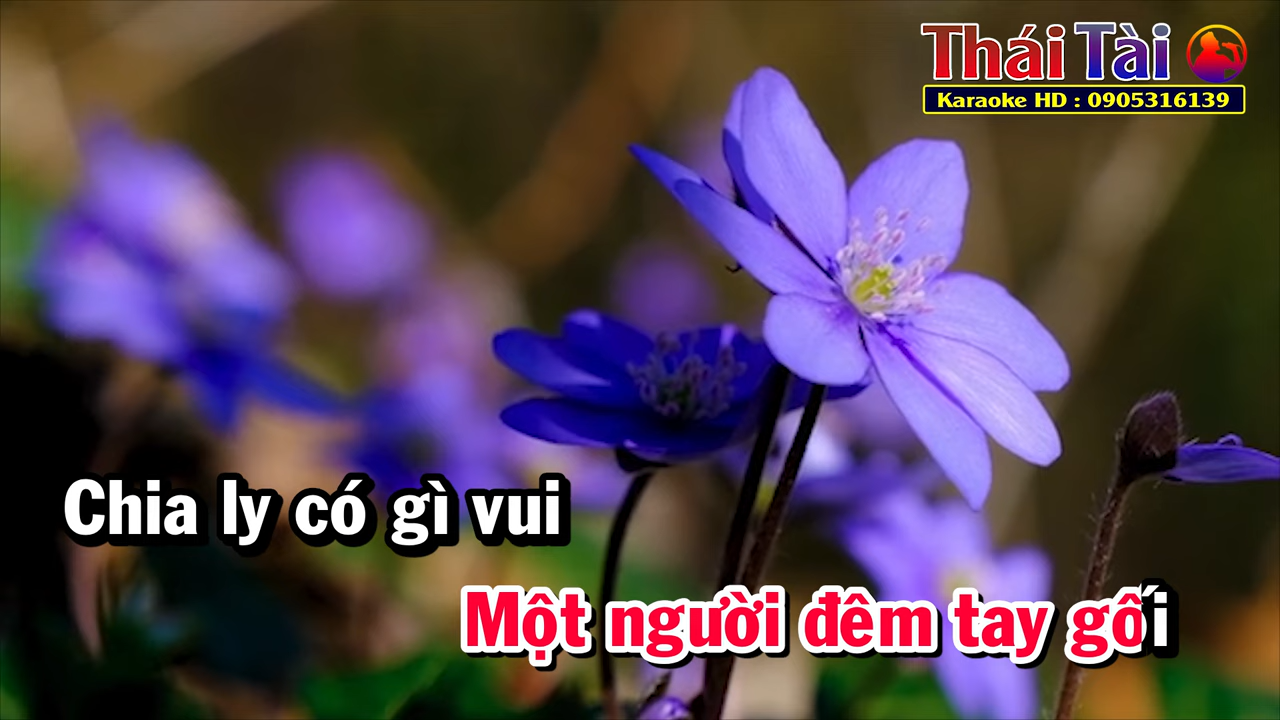 Thái Tài
Karaoke HD : 0905316139
Chia ly có gì vui
Một người đêm tay gối